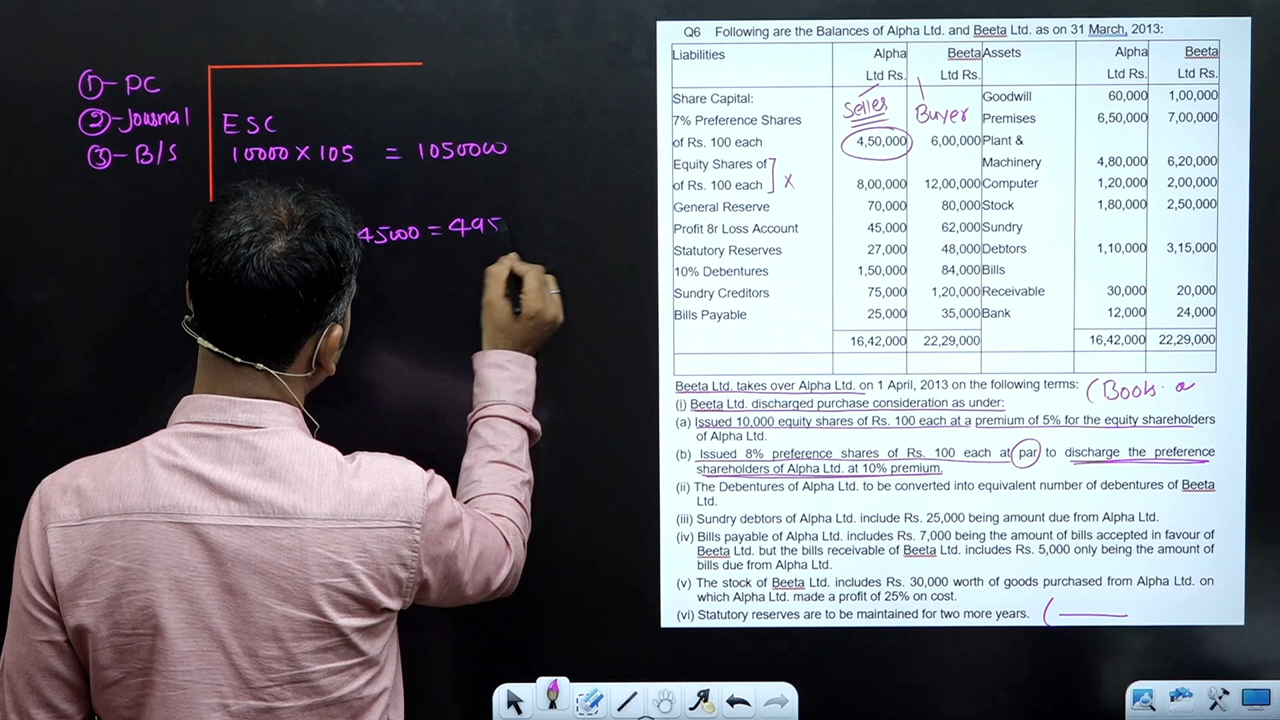 ①- PC
②- Journal
③- B/S
ESC
10000 × 105 = 1050000
45000 = 495
Q6 Following are the Balances of Alpha Ltd. and Beeta Ltd. as on 31 March, 2013:
Liabilities Alpha Ltd Rs. Beeta Ltd Rs. Assets Alpha Ltd Rs. Beeta Ltd Rs.
Seller Buyer
Share Capital: Goodwill 60,000 1,00,000
7% Preference Shares Premises 6,50,000 7,00,000
of Rs. 100 each 4,50,000 6,00,000 Plant &
Equity Shares of Machinery 4,80,000 6,20,000
of Rs. 100 each X 8,00,000 12,00,000 Computer 1,20,000 2,00,000
General Reserve 70,000 80,000 Stock 1,80,000 2,50,000
Profit 8r Loss Account 45,000 62,000 Sundry
Statutory Reserves 27,000 48,000 Debtors 1,10,000 3,15,000
10% Debentures 1,50,000 84,000 Bills
Sundry Creditors 75,000 1,20,000 Receivable 30,000 20,000
Bills Payable 25,000 35,000 Bank 12,000 24,000
16,42,000 22,29,000 16,42,000 22,29,000
Beeta Ltd. takes over Alpha Ltd. on 1 April, 2013 on the following terms: (Books
(i) Beeta Ltd. discharged purchase consideration as under:
(a) Issued 10,000 equity shares of Rs. 100 each at a premium of 5% for the equity shareholders
of Alpha Ltd.
(b) Issued 8% preference shares of Rs. 100 each at par to discharge the preference
shareholders of Alpha Ltd. at 10% premium.
(ii) The Debentures of Alpha Ltd. to be converted into equivalent number of debentures of Beeta
Ltd.
(iii) Sundry debtors of Alpha Ltd. include Rs. 25,000 being amount due from Alpha Ltd.
(iv) Bills payable of Alpha Ltd. includes Rs. 7,000 being the amount of bills accepted in favour of
Beeta Ltd. but the bills receivable of Beeta Ltd. includes Rs. 5,000 only being the amount of
bills due from Alpha Ltd.
(v) The stock of Beeta Ltd. includes Rs. 30,000 worth of goods purchased from Alpha Ltd. on
which Alpha Ltd. made a profit of 25% on cost.
(vi) Statutory reserves are to be maintained for two more years.